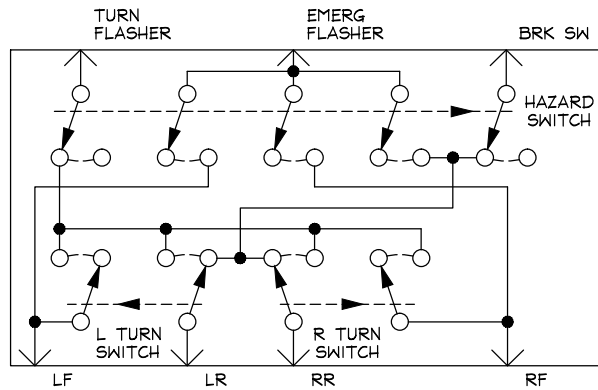 TURN
FLASHER
EMERG
FLASHER
BRK SW
HAZARD
SWITCH
L TURN
SWITCH
R TURN
SWITCH
LF
LR
RR
RF